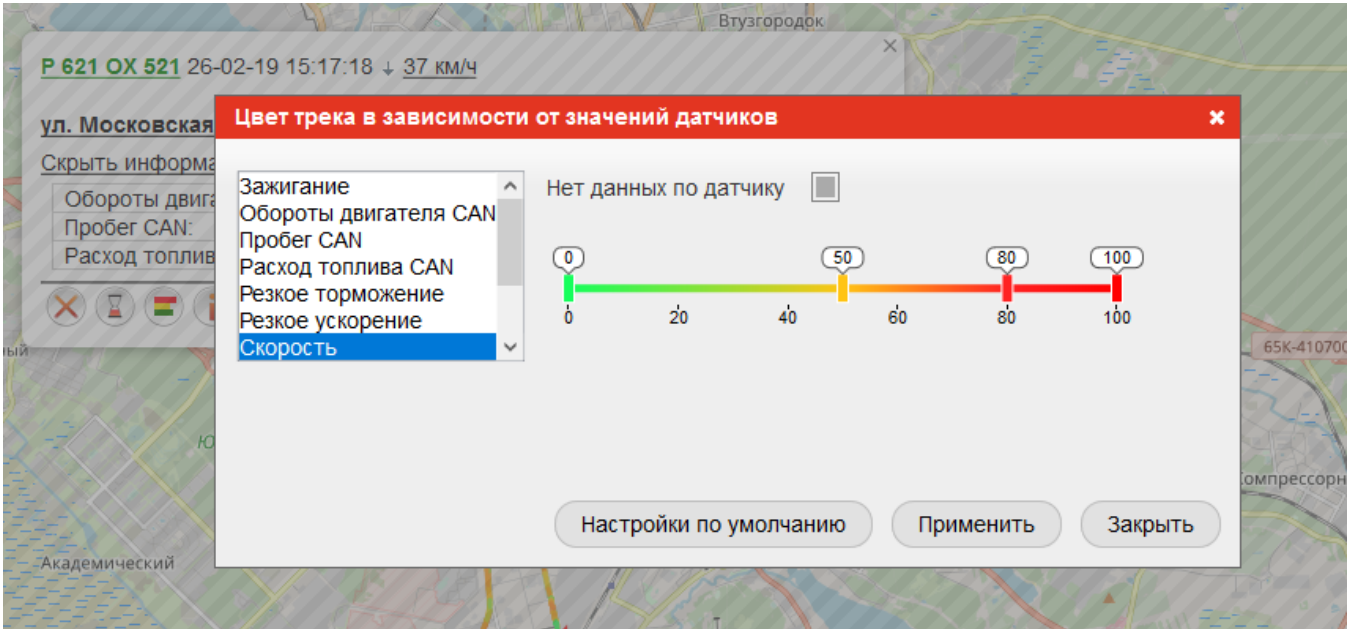 Втузгородок
Р 621 ОХ 521 26-02-19 15:17:18 ↓ 37 км/ч
ул. Московская
Скрыть информа
Обороты двига
Пробег CAN:
Расход топлив
Цвет трека в зависимости от значений датчиков
Зажигание
Обороты двигателя CAN
Пробег CAN
Расход топлива CAN
Резкое торможение
Резкое ускорение
Скорость
Нет данных по датчику
0 50 80 100
0 20 40 60 80 100
Настройки по умолчанию Применить Закрыть
ный
65К-410700
Ю
Компрессорн
Академический